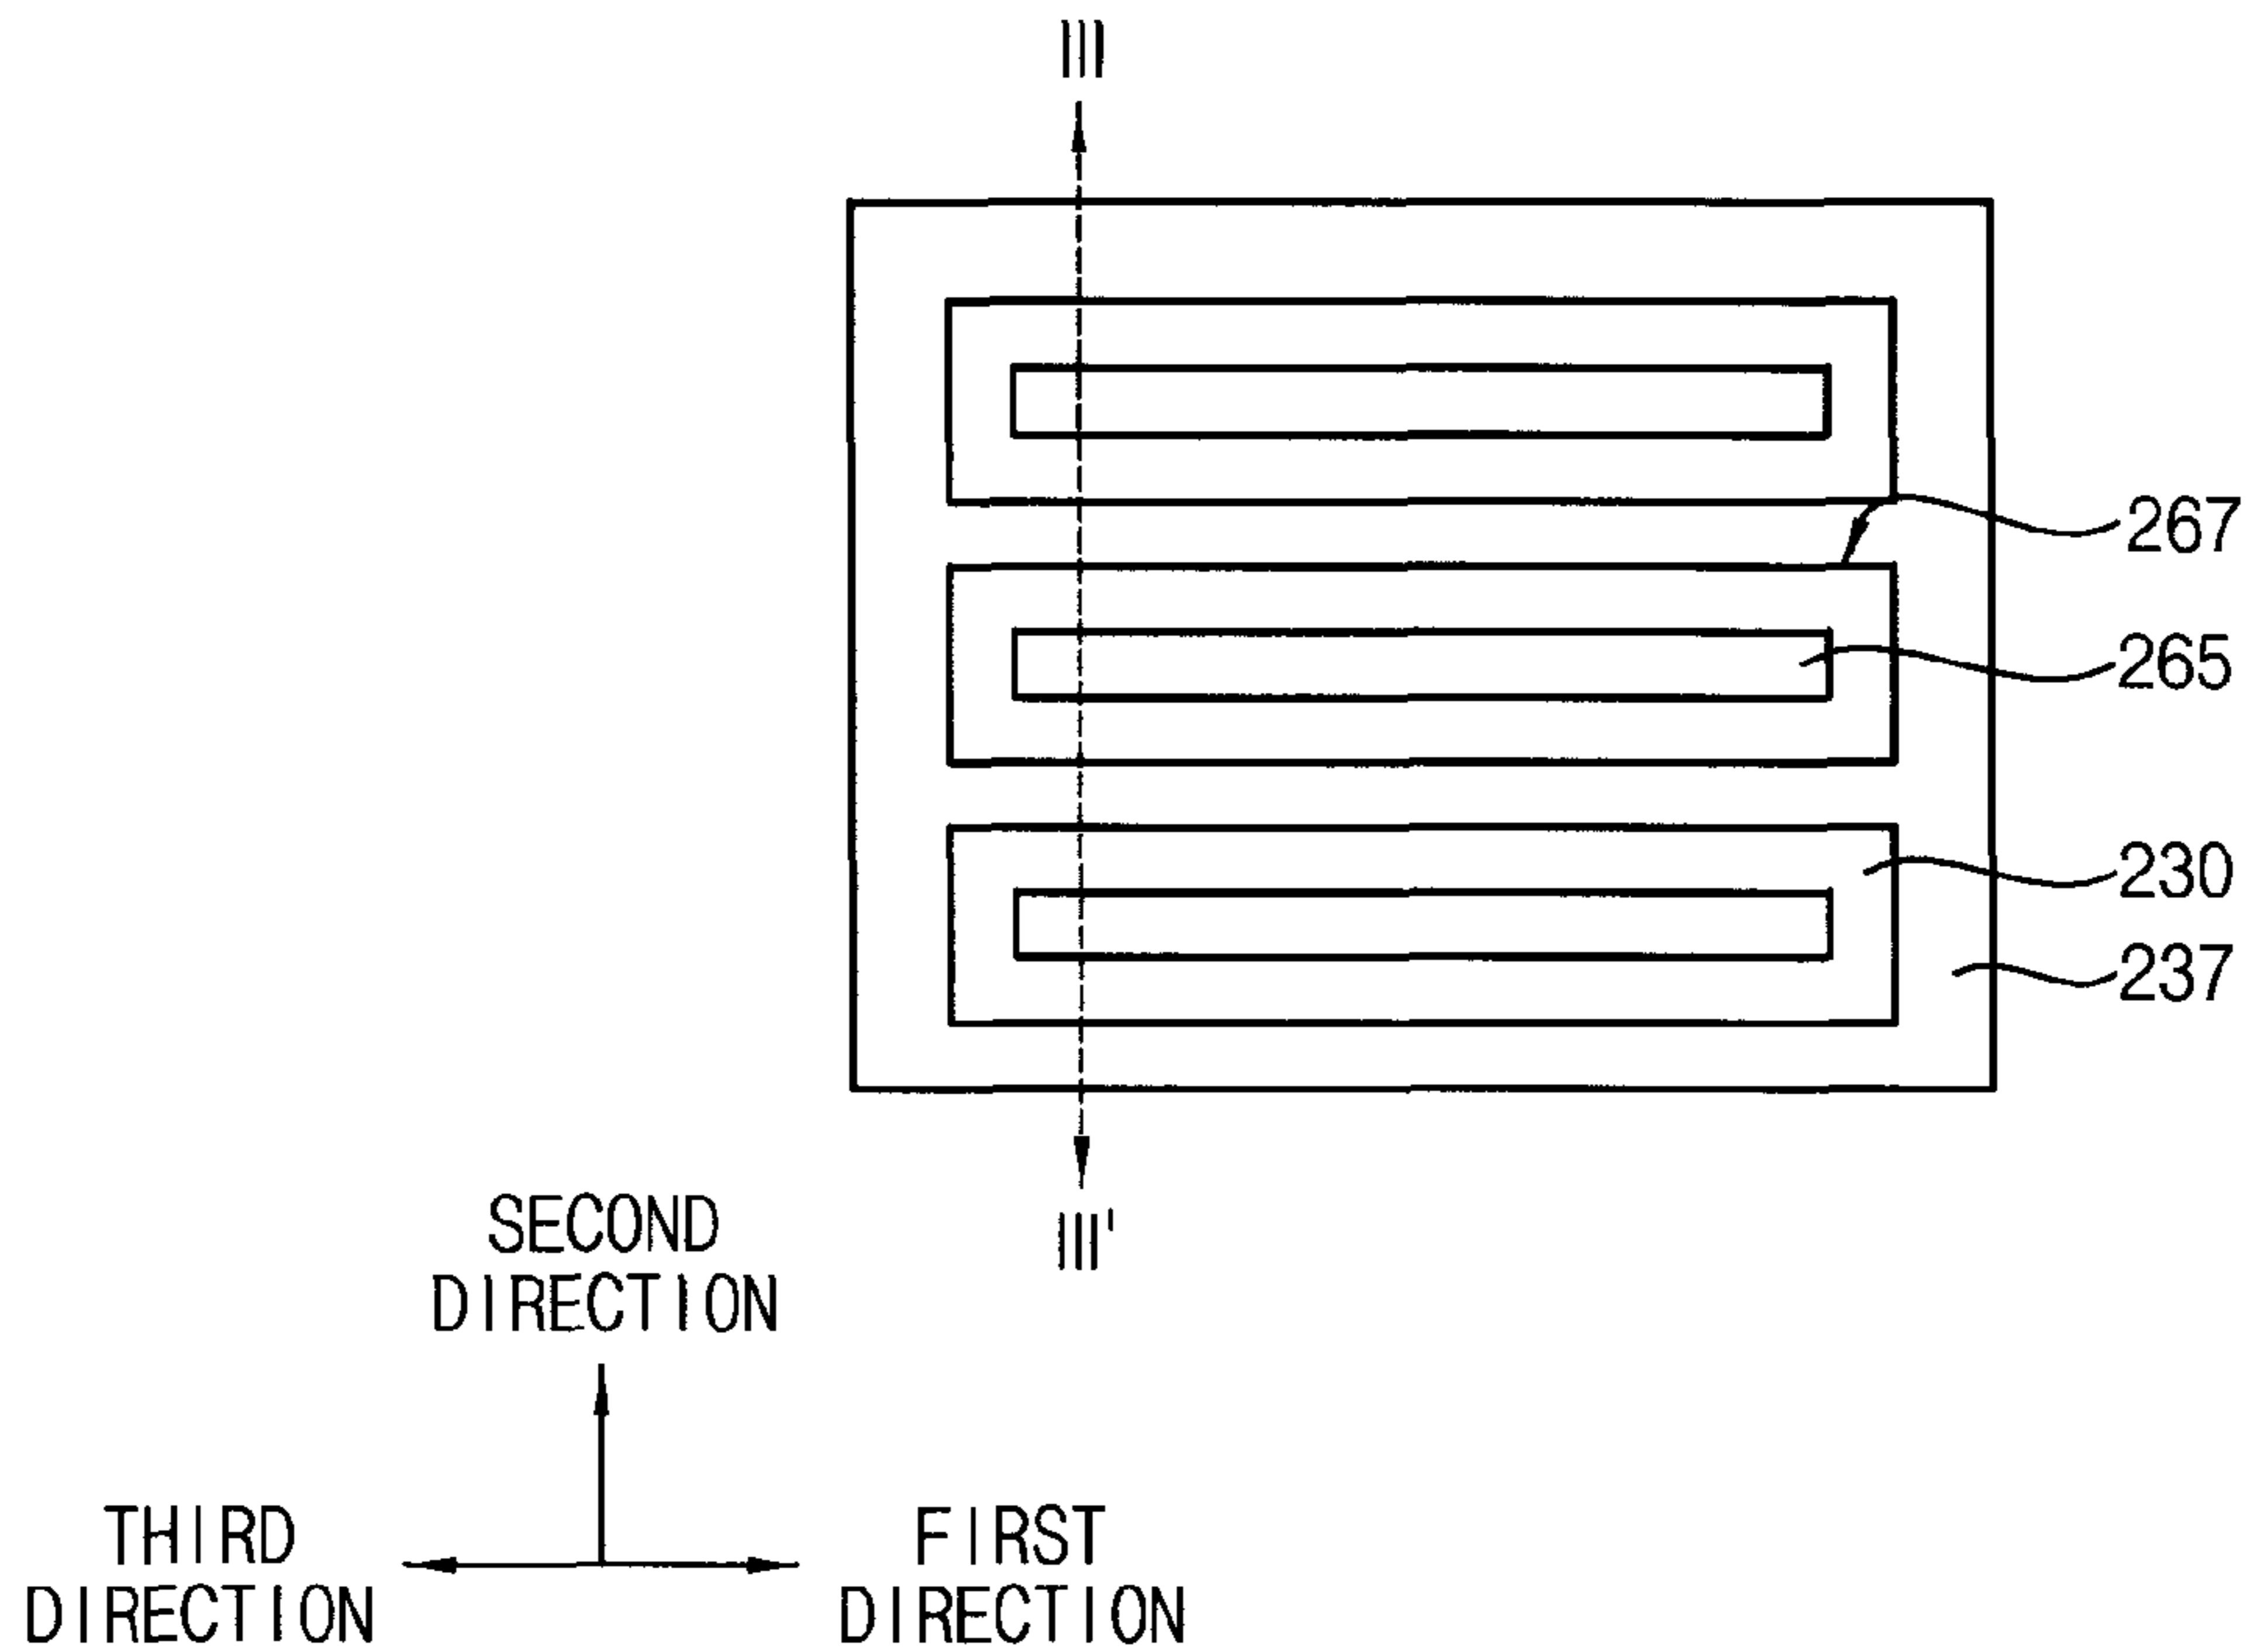 III
267
265
230
237
III'
SECOND
DIRECTION
THIRD
DIRECTION
FIRST
DIRECTION